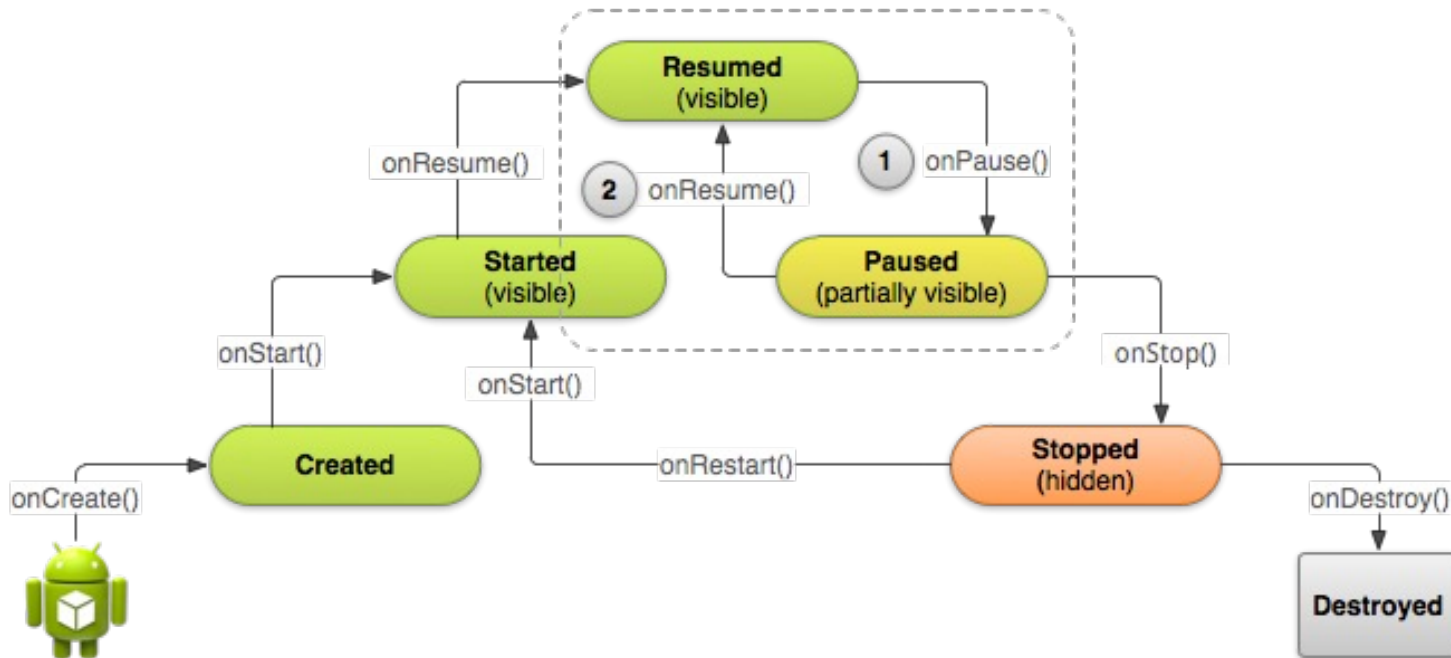 Resumed
(visible)
onResume()
1
onPause()
2
onResume()
Started
(visible)
Paused
(partially visible)
onStart()
onStop()
onStart()
Created
onRestart()
Stopped
(hidden)
onCreate()
onDestroy()
Destroyed